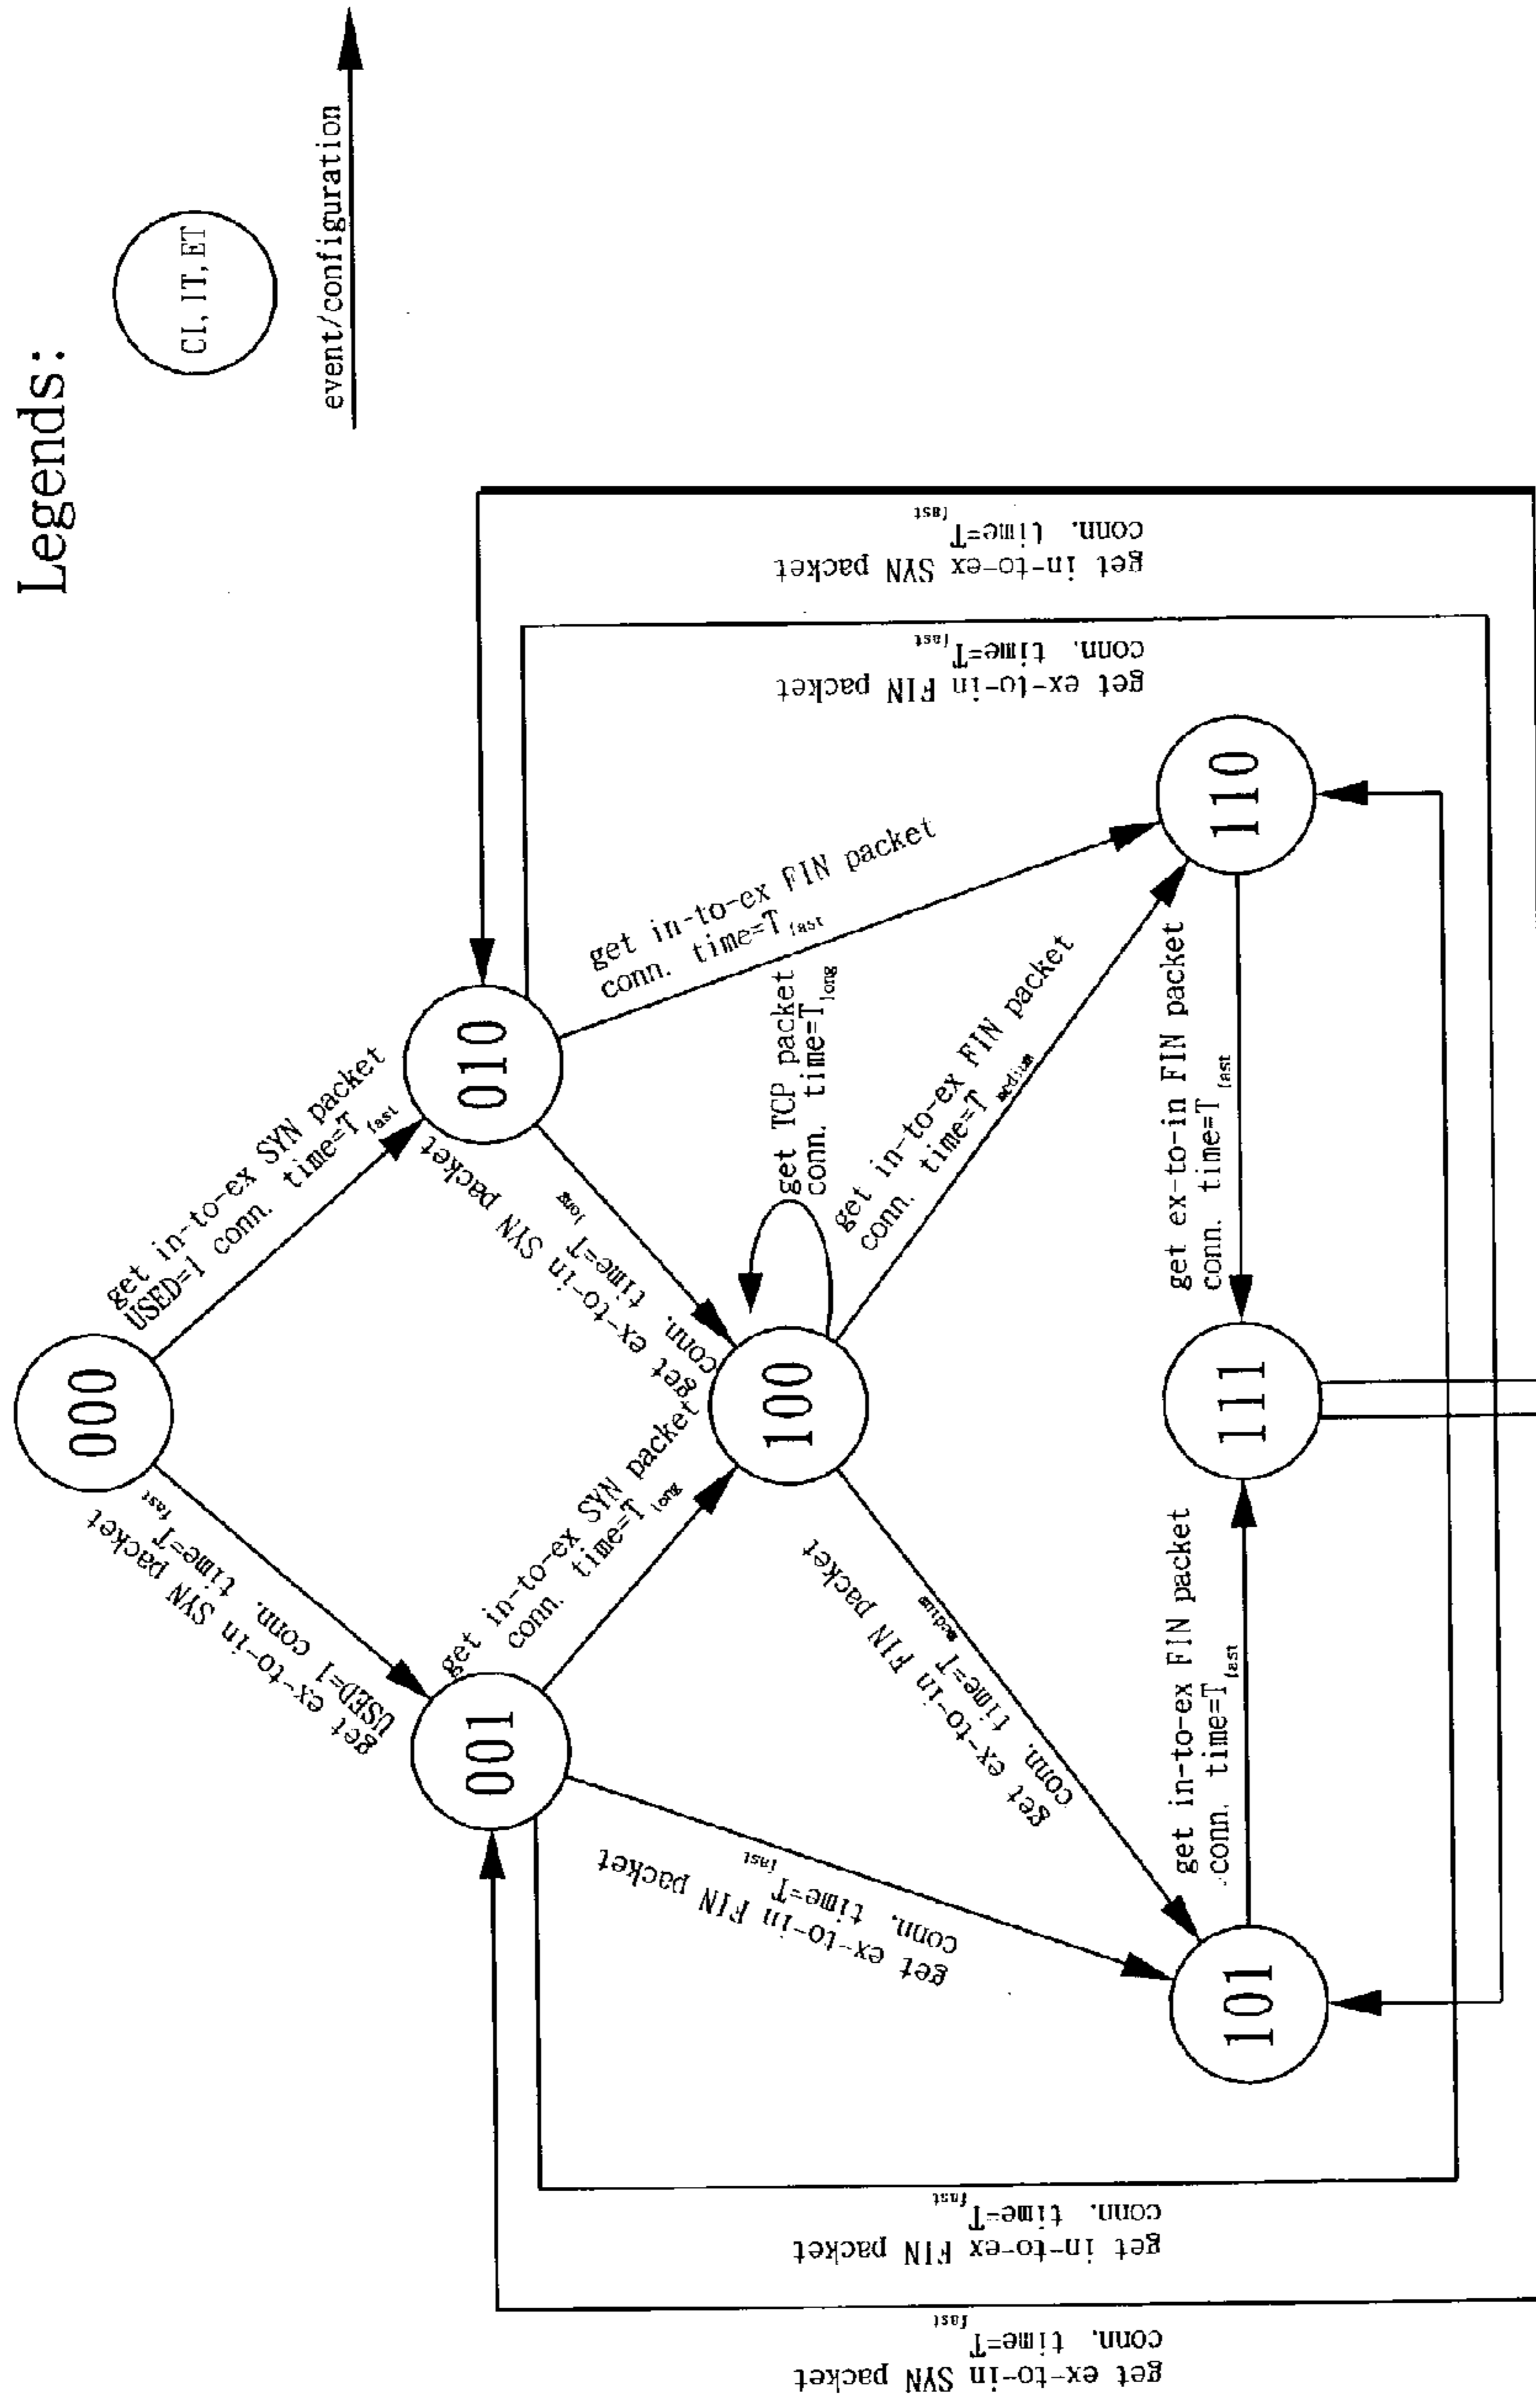 Legends:
CI, IT, ET
event/configuration
000
get in-to-ex SYN packet
USED=1 conn. time=T fast
get ex-to-in SYN packet
USED=1 conn. time=T fast
001
010
get in-to-ex SYN packet
conn. time=T long
get ex-to-in SYN packet
conn. time=T long
100
get TCP packet
conn. time=T long
get in-to-ex FIN packet
conn. time=T fast
get in-to-ex FIN packet
conn. time=T medium
get ex-to-in FIN packet
conn. time=T medium
get ex-to-in FIN packet
conn. time=T fast
101
get in-to-ex FIN packet
conn. time=T fast
111
get ex-to-in FIN packet
conn. time=T fast
110
get ex-to-in FIN packet
conn. time=T fast
get in-to-ex SYN packet
conn. time=T fast
get in-to-ex FIN packet
conn. time=T fast
get ex-to-in SYN packet
conn. time=T fast